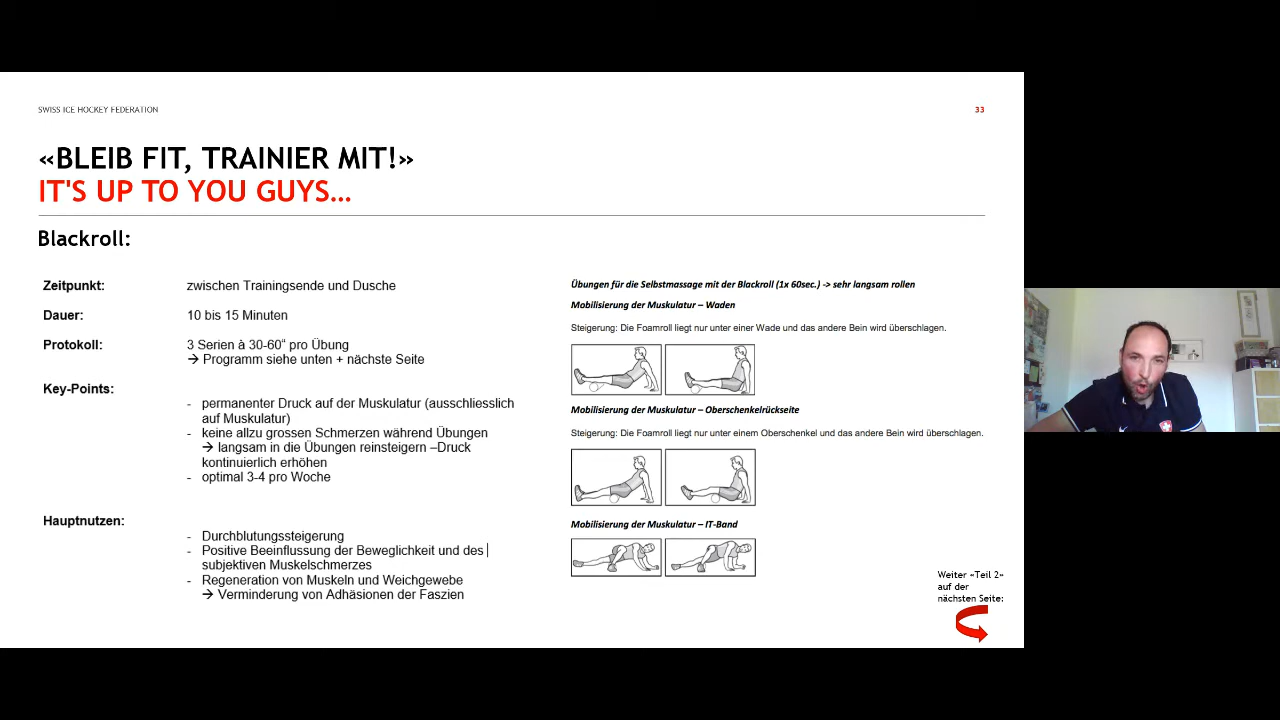 SWISS ICE HOCKEY FEDERATION
33
«BLEIB FIT, TRAINIER MIT!»
IT'S UP TO YOU GUYS...
Blackroll:
Zeitpunkt: zwischen Trainingsende und Dusche
Dauer: 10 bis 15 Minuten
Protokoll: 3 Serien à 30-60“ pro Übung
→ Programm siehe unten + nächste Seite
Key-Points:
- permanenter Druck auf der Muskulatur (ausschliesslich
auf Muskulatur)
- keine allzu grossen Schmerzen während Übungen
→ langsam in die Übungen reinsteigern –Druck
kontinuierlich erhöhen
- optimal 3-4 pro Woche
Hauptnutzen:
- Durchblutungssteigerung
- Positive Beeinflussung der Beweglichkeit und des
subjektiven Muskelschmerzes
- Regeneration von Muskeln und Weichgewebe
→ Verminderung von Adhäsionen der Faszien
Übungen für die Selbstmassage mit der Blackroll (1x 60sec.) -> sehr langsam rollen
Mobilisierung der Muskulatur – Waden
Steigerung: Die Foamroll liegt nur unter einer Wade und das andere Bein wird überschlagen.
Mobilisierung der Muskulatur – Oberschenkelrückseite
Steigerung: Die Foamroll liegt nur unter einem Oberschenkel und das andere Bein wird überschlagen.
Mobilisierung der Muskulatur – IT-Band
Weiter «Teil 2»
auf der
nächsten Seite: